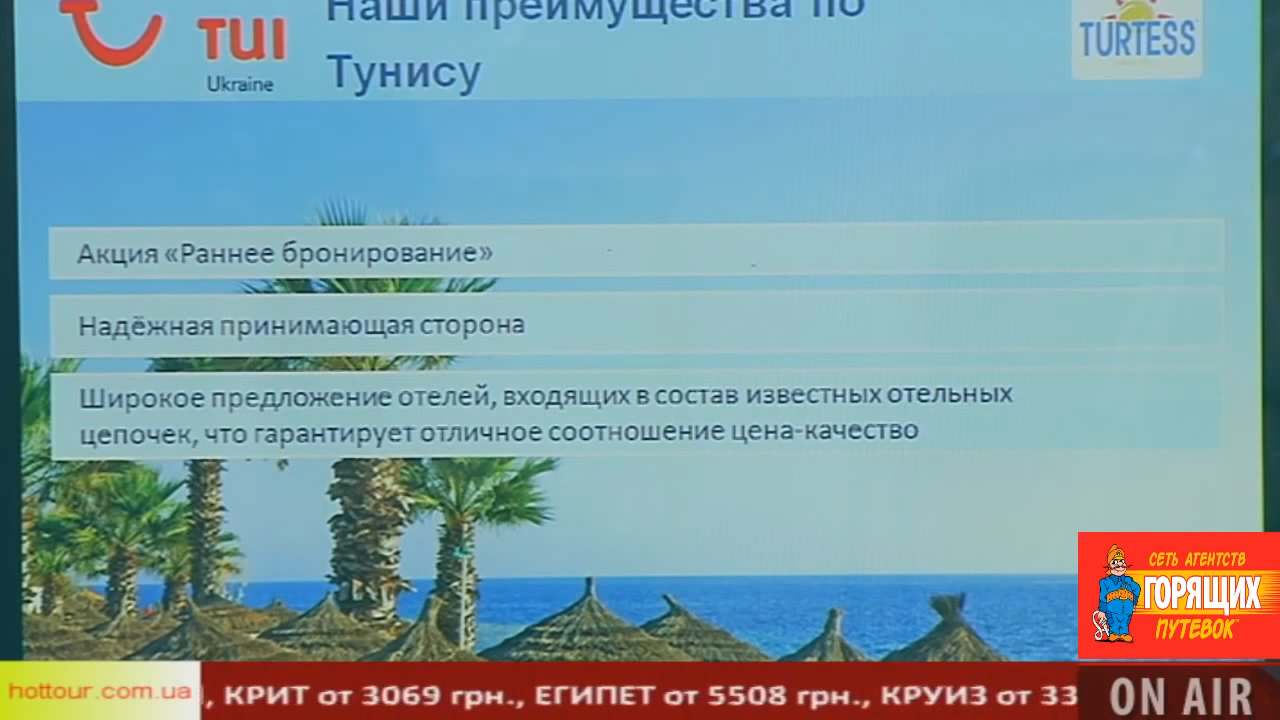 Наши преимущества по
Тунису
TUI
Ukraine
TURTESS
Акция «Раннее бронирование»
Надёжная принимающая сторона
Широкое предложение отелей, входящих в состав известных отельных
цепочек, что гарантирует отличное соотношение цена-качество
СЕТЬ АГЕНТСТВ
ГОРЯЩИХ
ПУТЕВОК
hottour.com.ua
, КРИТ от 3069 грн., ЕГИПЕТ от 5508 грн., КРУИЗ от 33
ON AIR